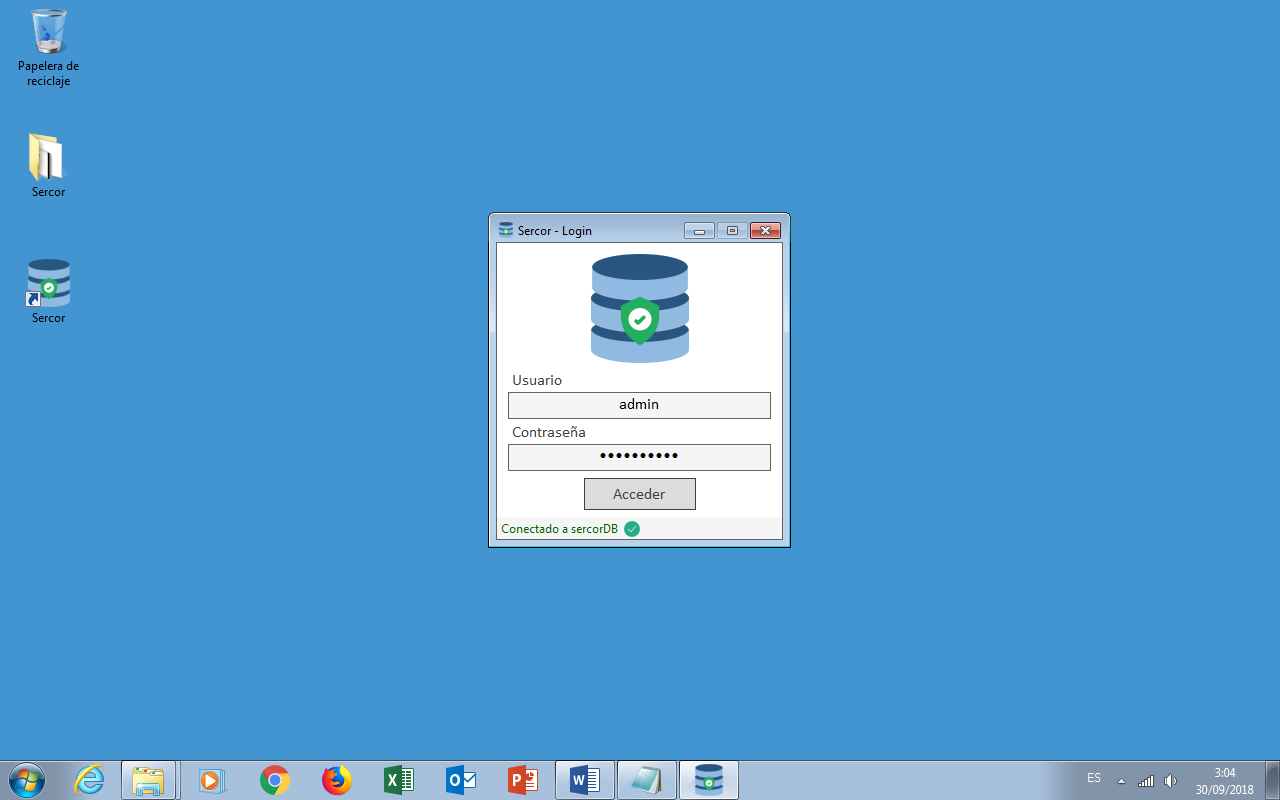 Papelera de
reciclaje
Sercor
Sercor
Sercor - Login
Usuario
admin
Contraseña
••••••••••
Acceder
Conectado a sercorDB
ES
3:04
30/09/2018